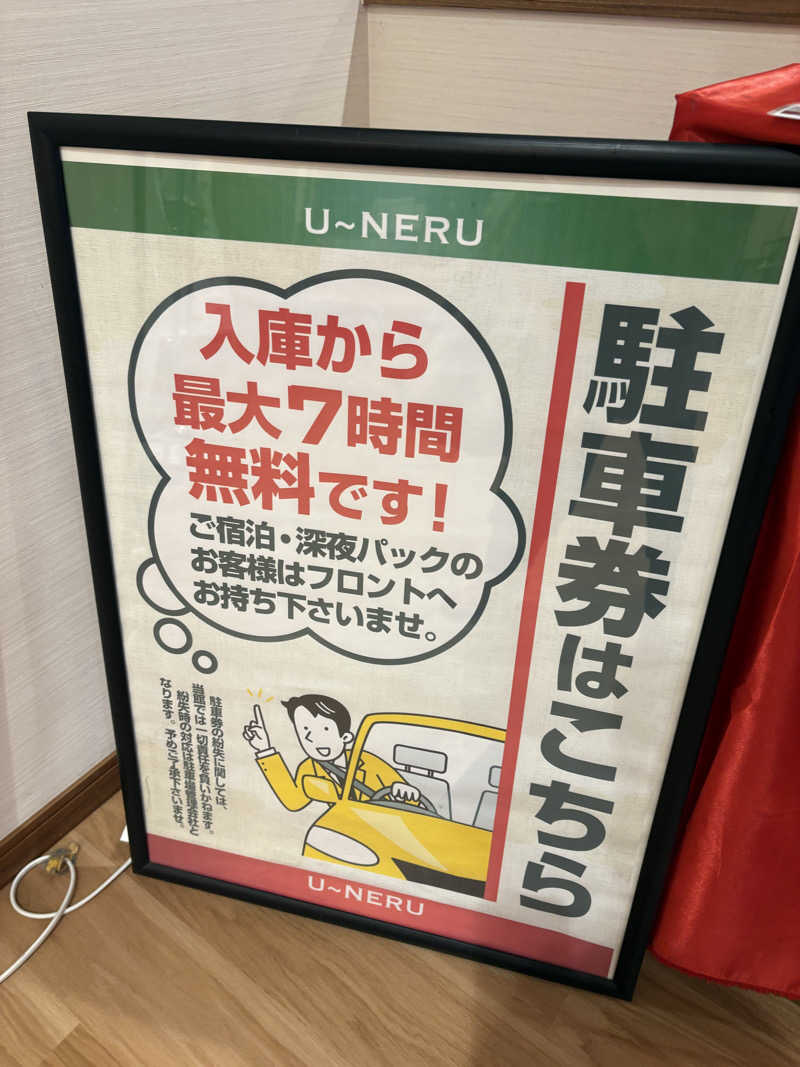 U~NERU
駐車券はこちら
入庫から
最大7時間
無料です!
ご宿泊・深夜パックの
お客様はフロントへ
お持ち下さいませ。
駐車券の紛失に関しては、
当館では一切責任を負いかねます。
紛失時の対応は駐車場管理会社と
なります。予めご了承下さいませ。
U~NERU